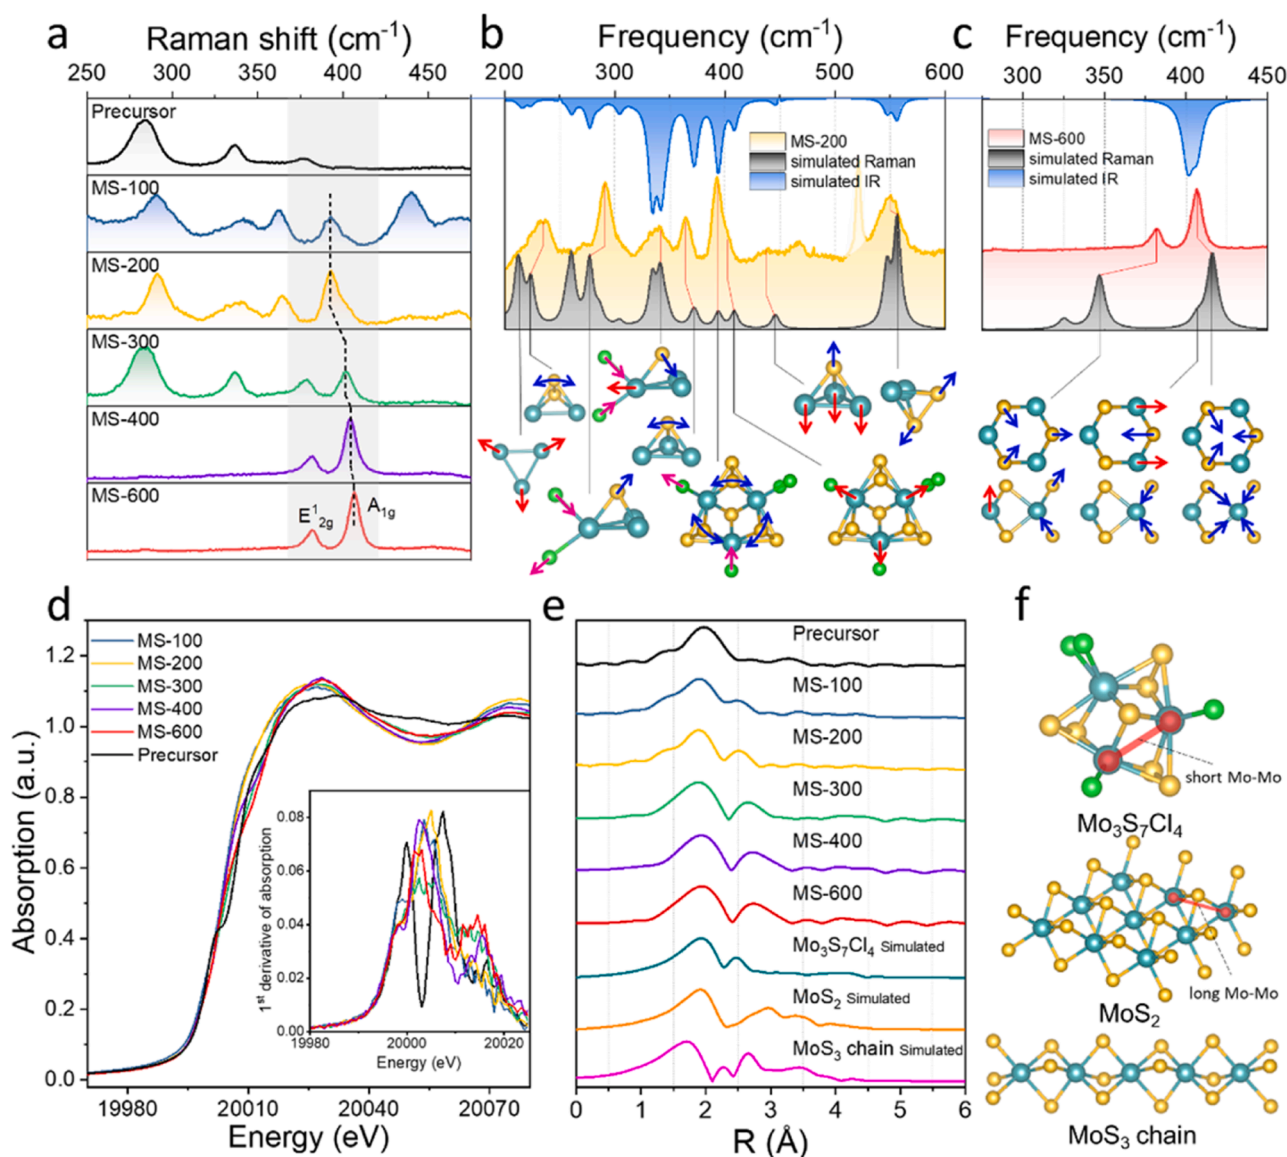 a
Raman shift (cm⁻¹)
250 300 350 400 450
Precursor
MS-100
MS-200
MS-300
MS-400
MS-600
E¹₂g
A₁g
b
Frequency (cm⁻¹)
200 300 400 500 600
MS-200
simulated Raman
simulated IR
c
Frequency (cm⁻¹)
300 350 400 450
MS-600
simulated Raman
simulated IR
d
Absorption (a.u.)
1.2
1.0
0.8
0.6
0.4
0.2
0.0
MS-100
MS-200
MS-300
MS-400
MS-600
Precursor
1ˢᵗ derivative of absorption
0.08
0.06
0.04
0.02
0.00
19980 20000 20020
Energy (eV)
19980 20010 20040 20070
Energy (eV)
e
Precursor
MS-100
MS-200
MS-300
MS-400
MS-600
Mo₃S₇Cl₄ Simulated
MoS₂ Simulated
MoS₃ chain Simulated
0 1 2 3 4 5 6
R (Å)
f
short Mo-Mo
Mo₃S₇Cl₄
long Mo-Mo
MoS₂
MoS₃ chain